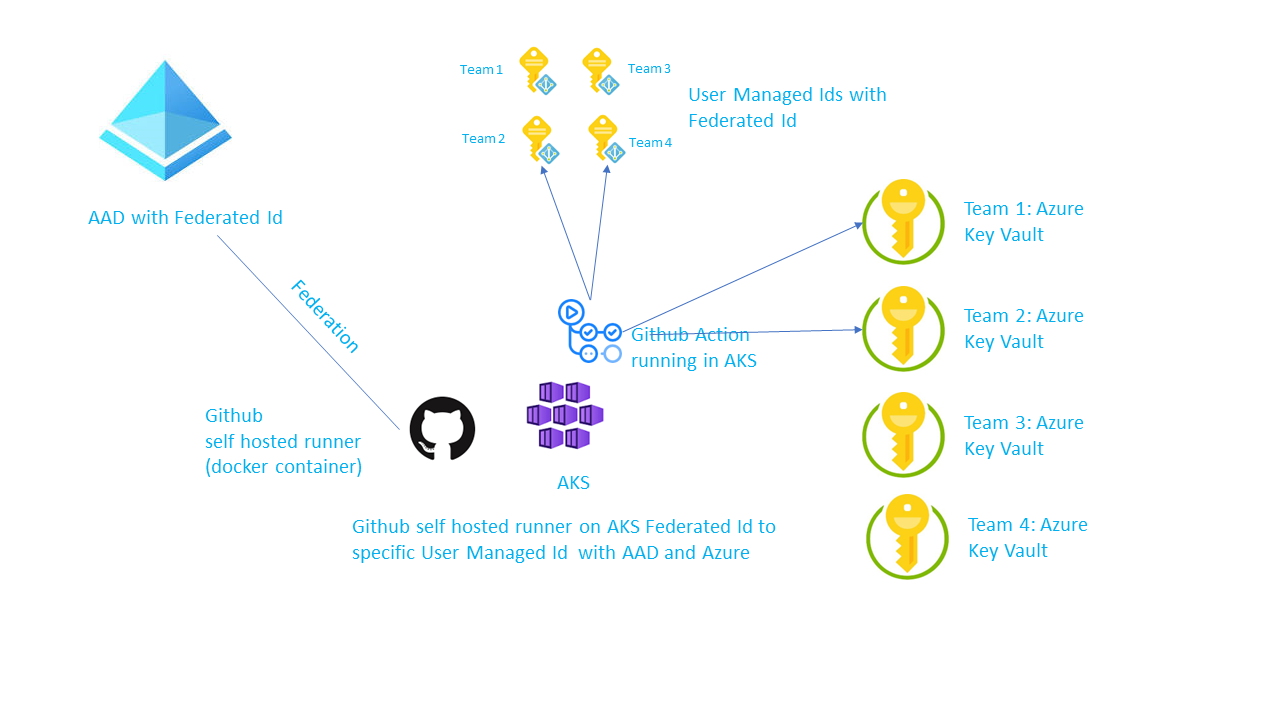 Team 1
Team 3
User Managed Ids with
Federated Id
Team 2
Team 4
AAD with Federated Id
Federation
Team 1: Azure
Key Vault
Team 2: Azure
Key Vault
Github Action
running in AKS
Github
self hosted runner
(docker container)
Team 3: Azure
Key Vault
AKS
Github self hosted runner on AKS Federated Id to
specific User Managed Id with AAD and Azure
Team 4: Azure
Key Vault